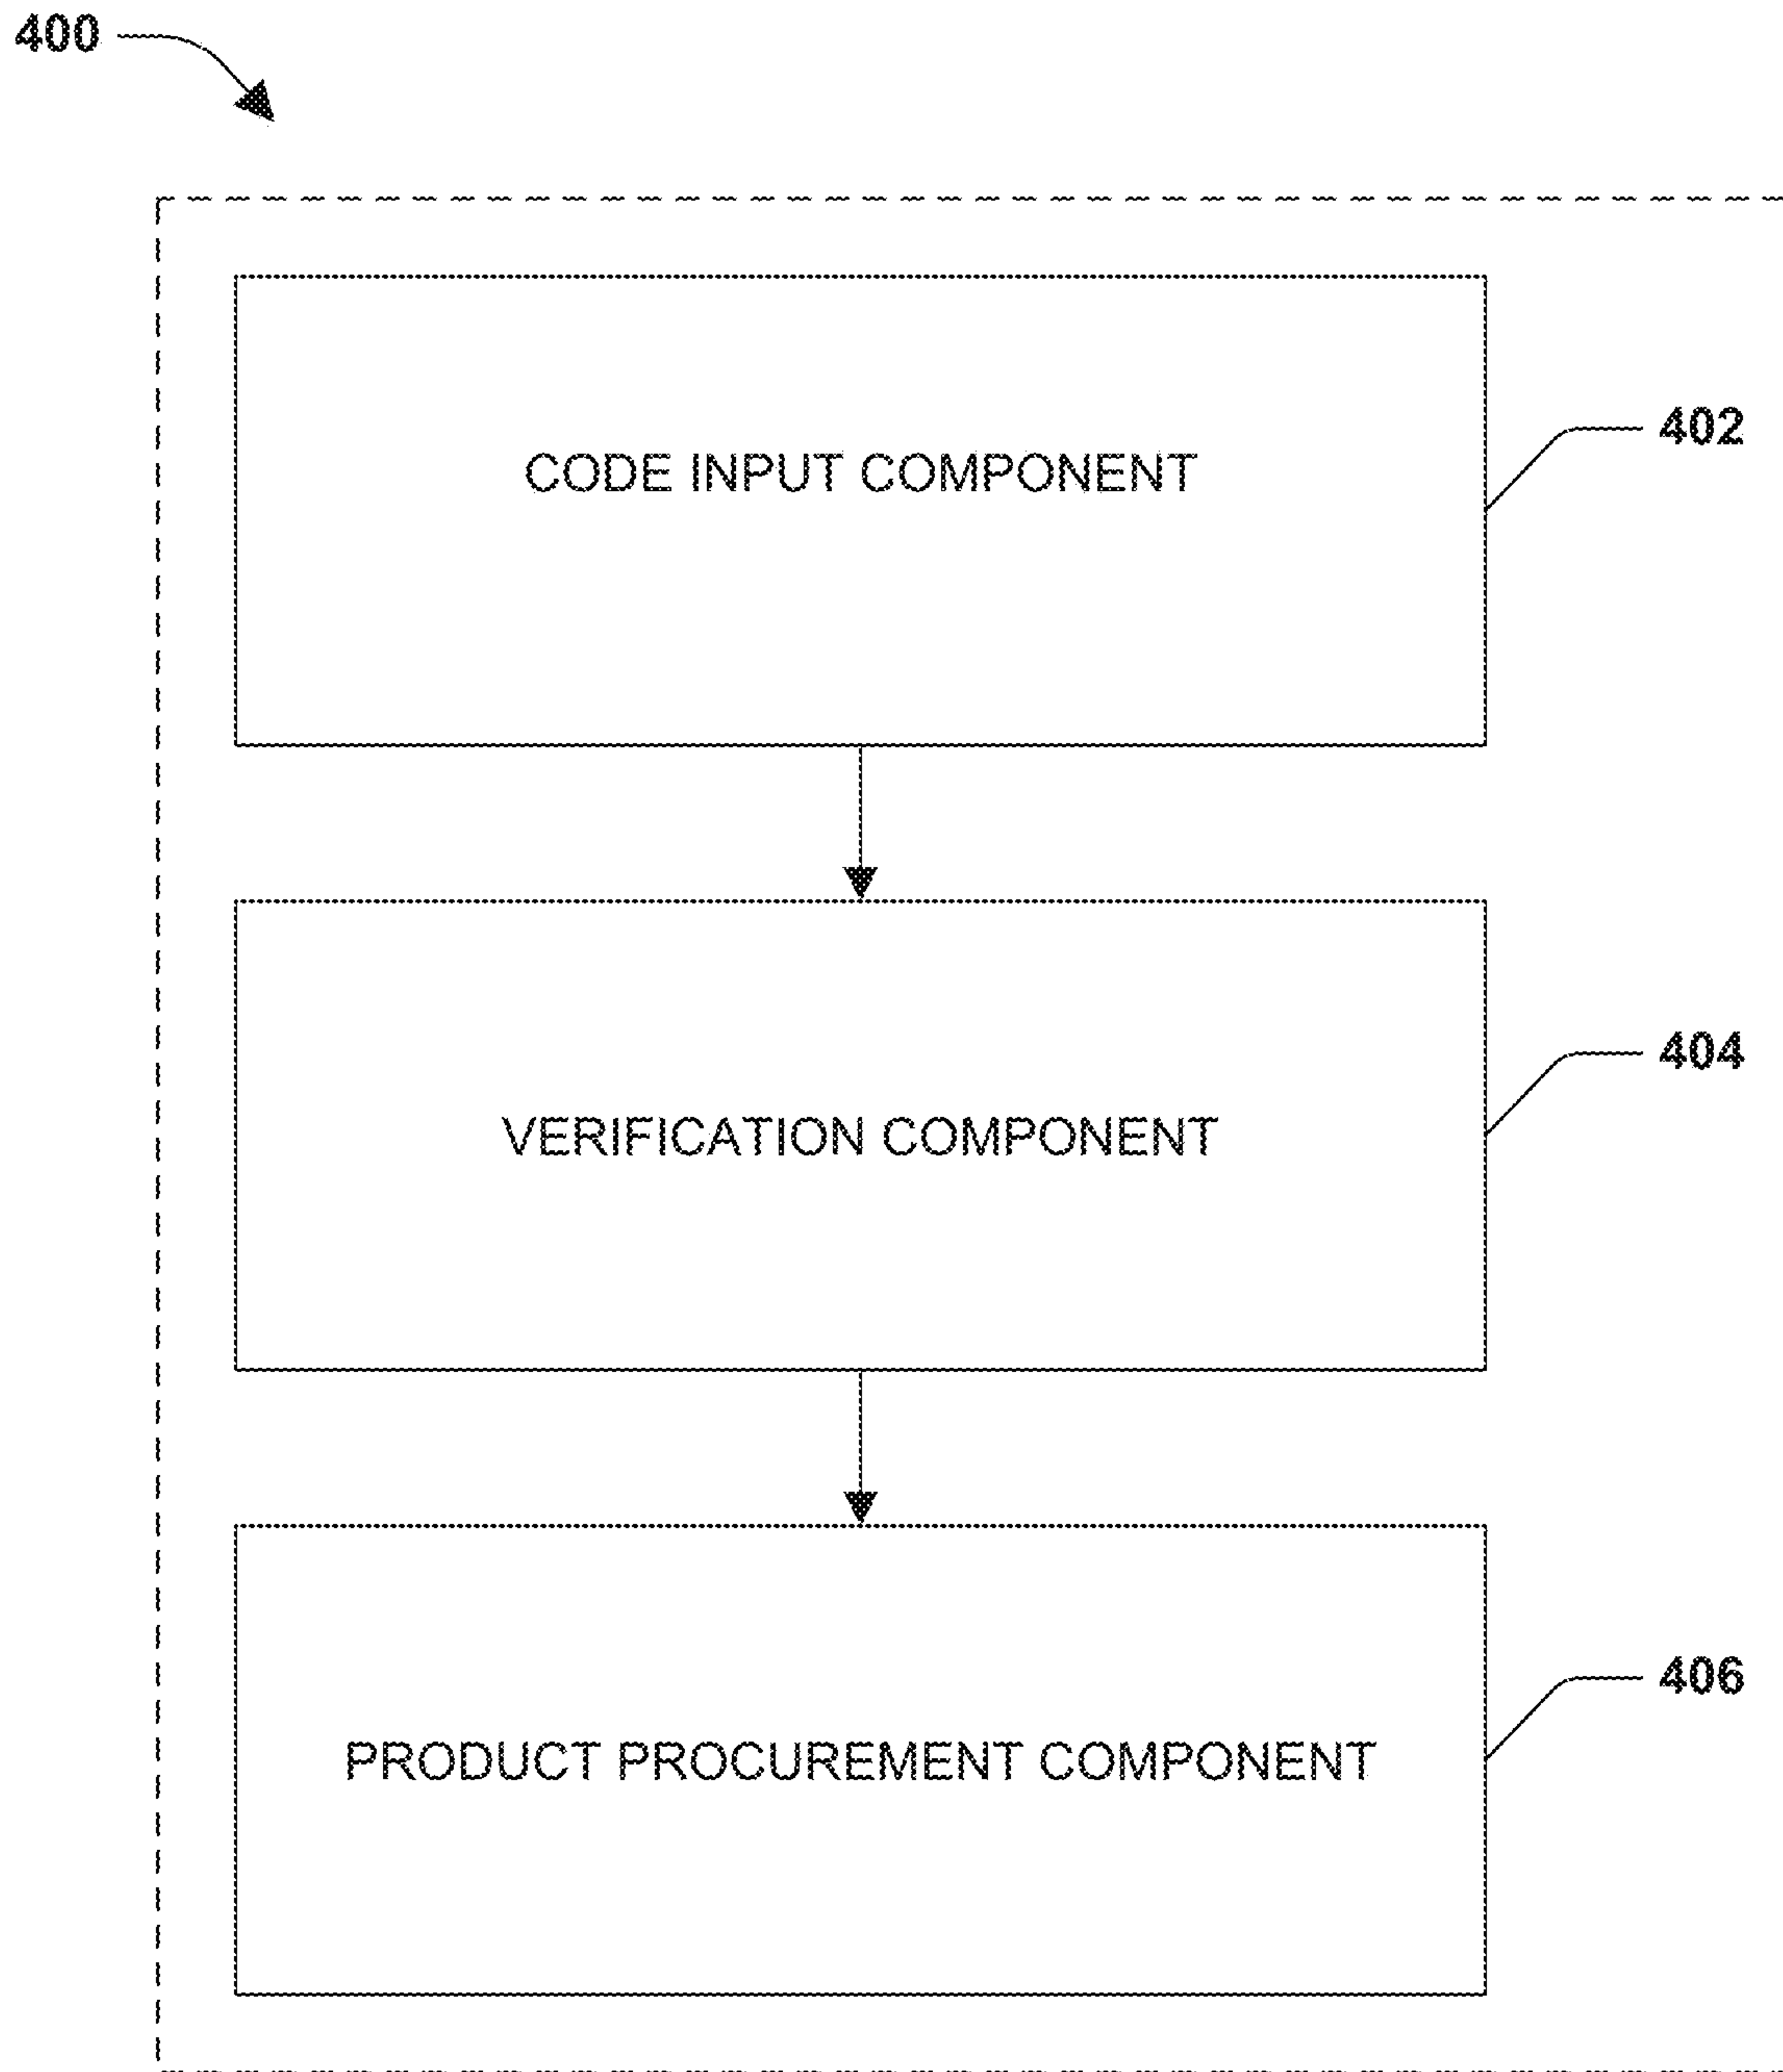 400
402
CODE INPUT COMPONENT
404
VERIFICATION COMPONENT
406
PRODUCT PROCUREMENT COMPONENT